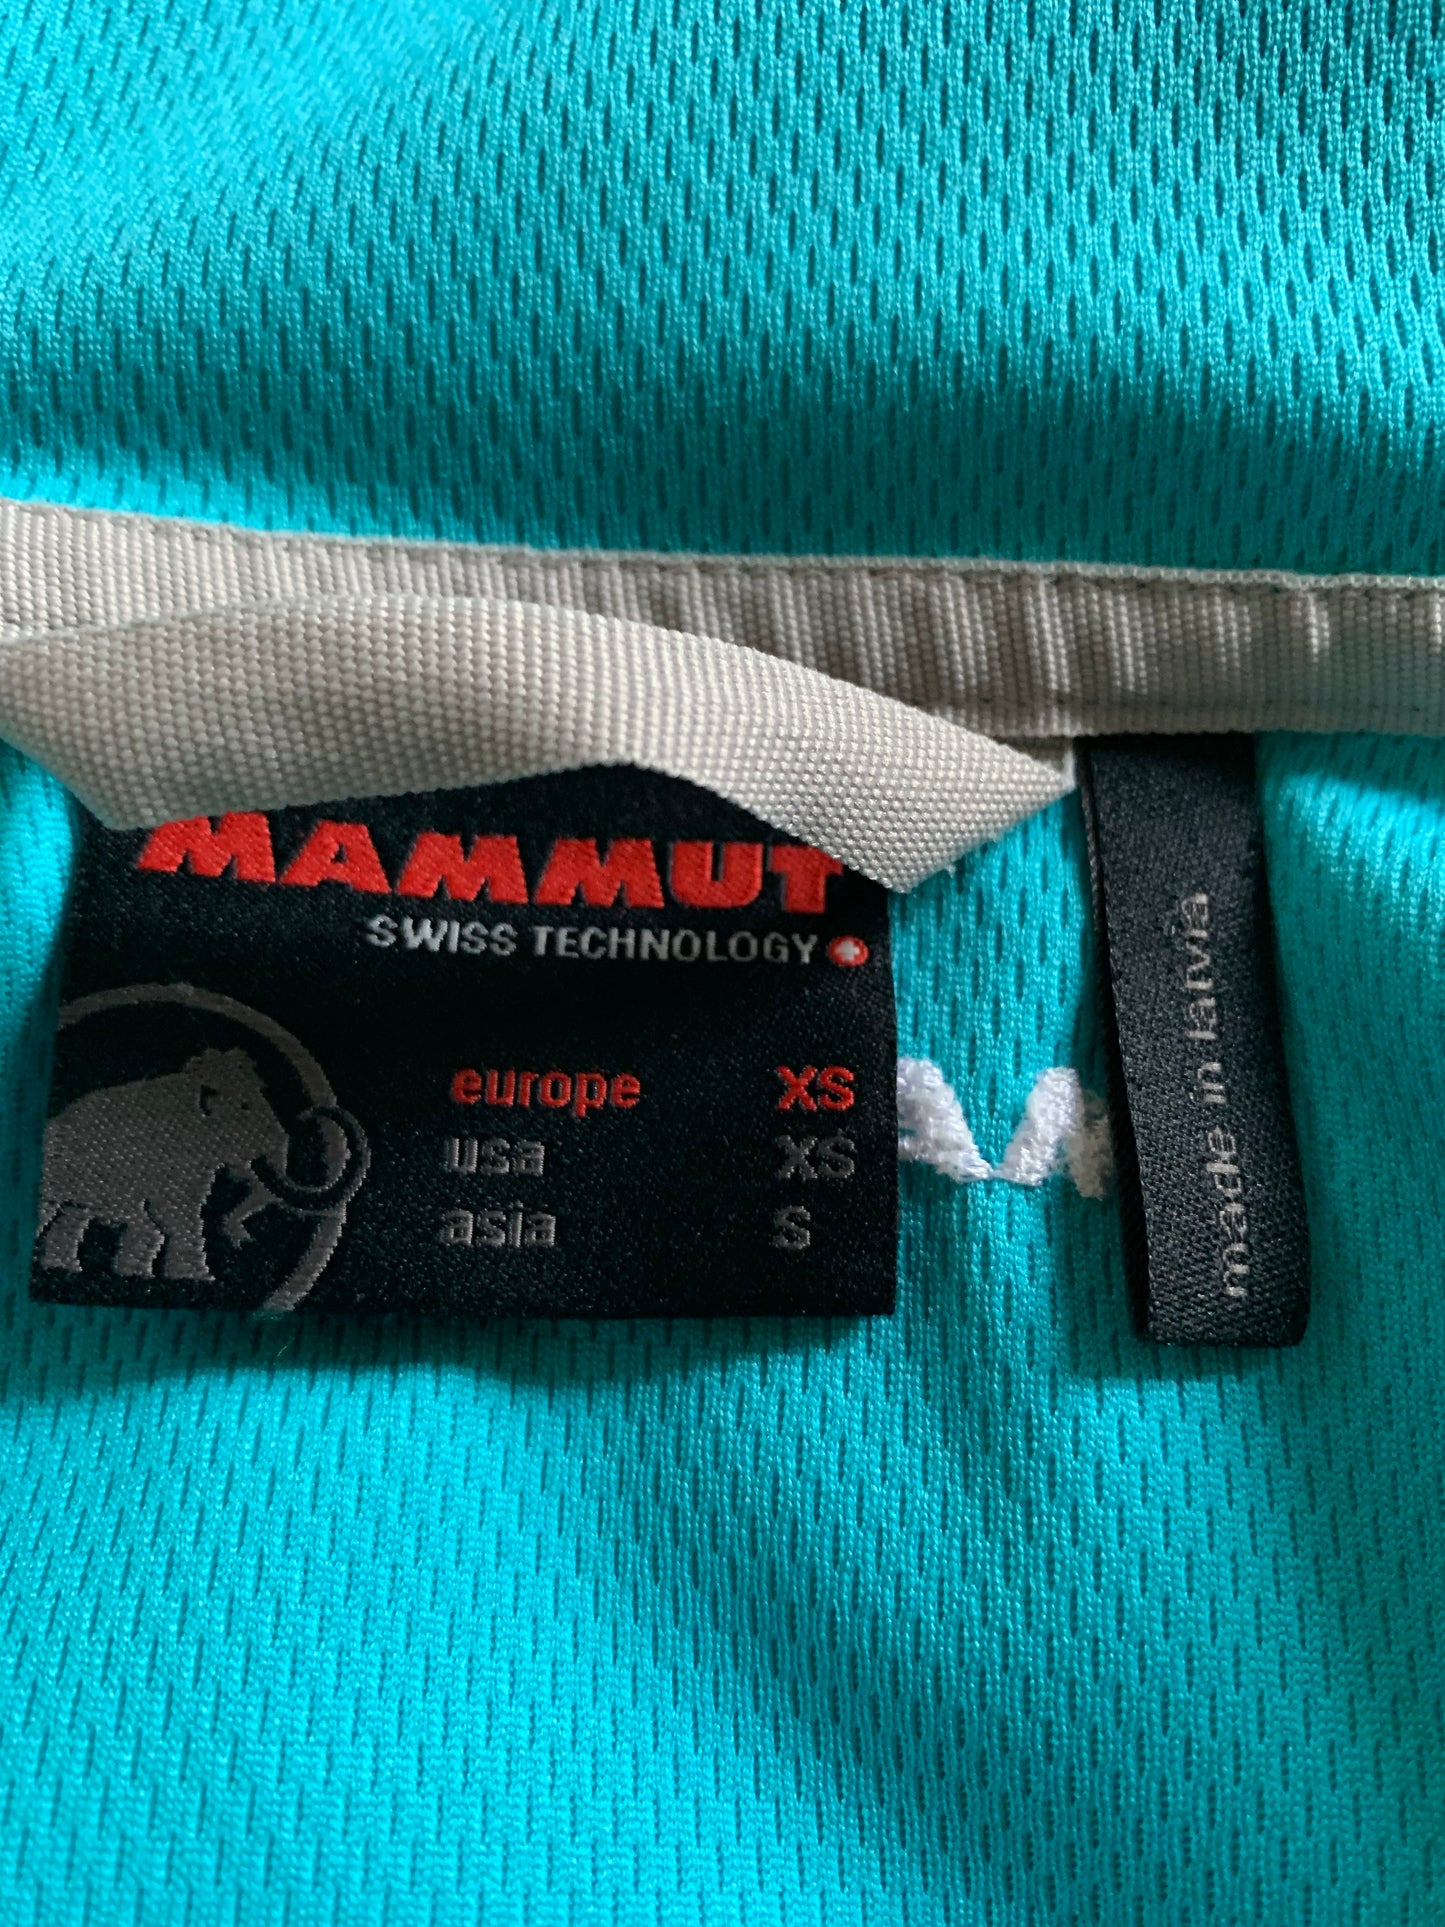 MAMMUT
SWISS TECHNOLOGY
europe XS
usa XS
asia S
made in latvia